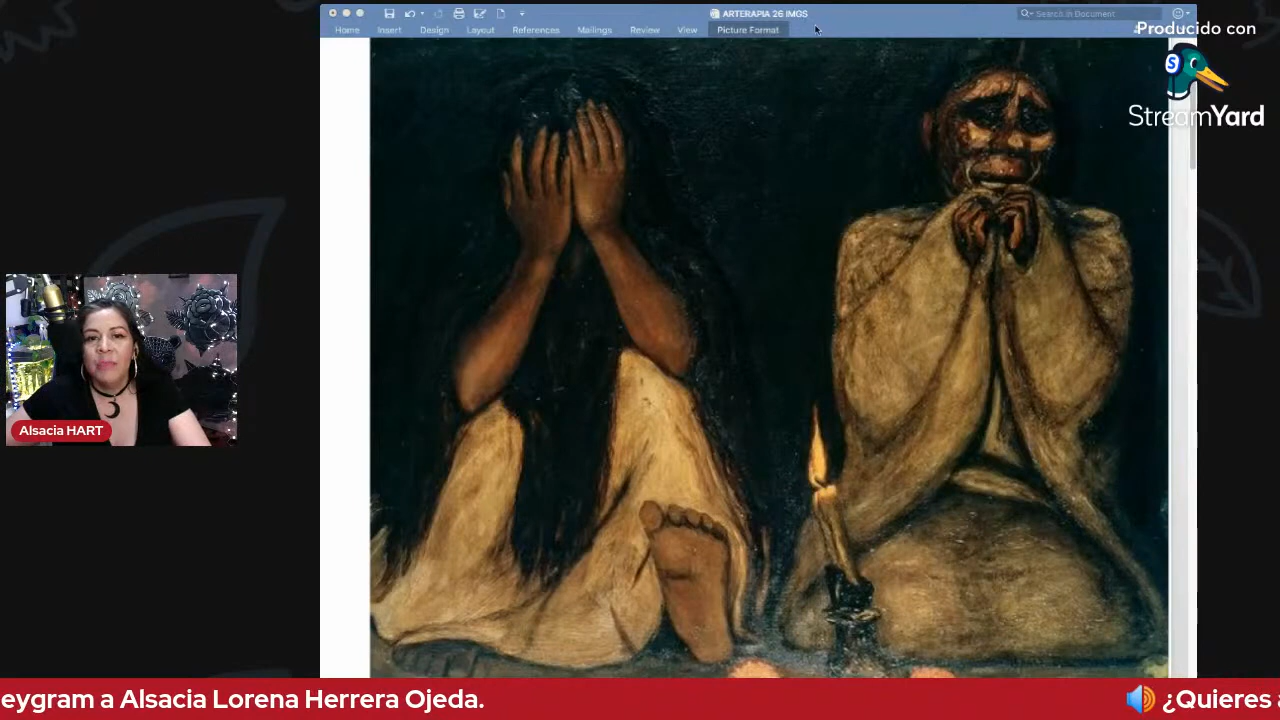 ARTERAPIA 26 IMGS
Search in Document
Home Insert Design Layout References Mailings Review View Picture Format
Producido con
S
StreamYard
Alsacia HART
eygram a Alsacia Lorena Herrera Ojeda.
¿Quieres a